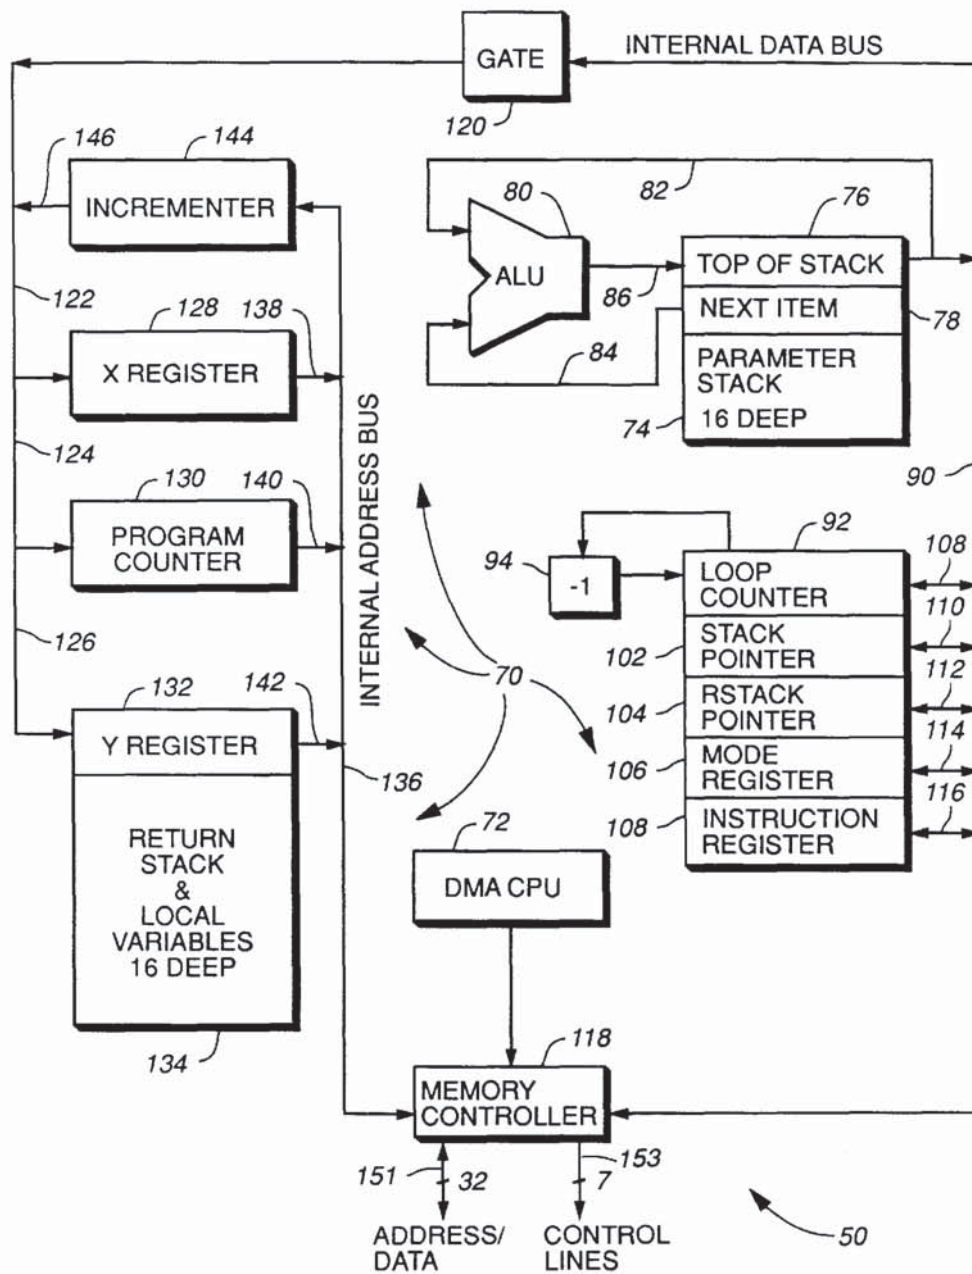 GATE
INTERNAL DATA BUS
120
146
144
INCREMENTER
82
80
76
ALU
TOP OF STACK
86
122
128
138
NEXT ITEM
78
X REGISTER
84
PARAMETER
STACK
74
16 DEEP
124
INTERNAL ADDRESS BUS
90
130
140
PROGRAM
COUNTER
92
94
-1
LOOP
COUNTER
108
126
102
STACK
POINTER
110
70
132
142
104
RSTACK
POINTER
112
Y REGISTER
136
106
MODE
REGISTER
114
72
108
INSTRUCTION
REGISTER
116
RETURN
STACK
&
LOCAL
VARIABLES
16 DEEP
DMA CPU
134
118
MEMORY
CONTROLLER
151
32
153
7
ADDRESS/
DATA
CONTROL
LINES
50